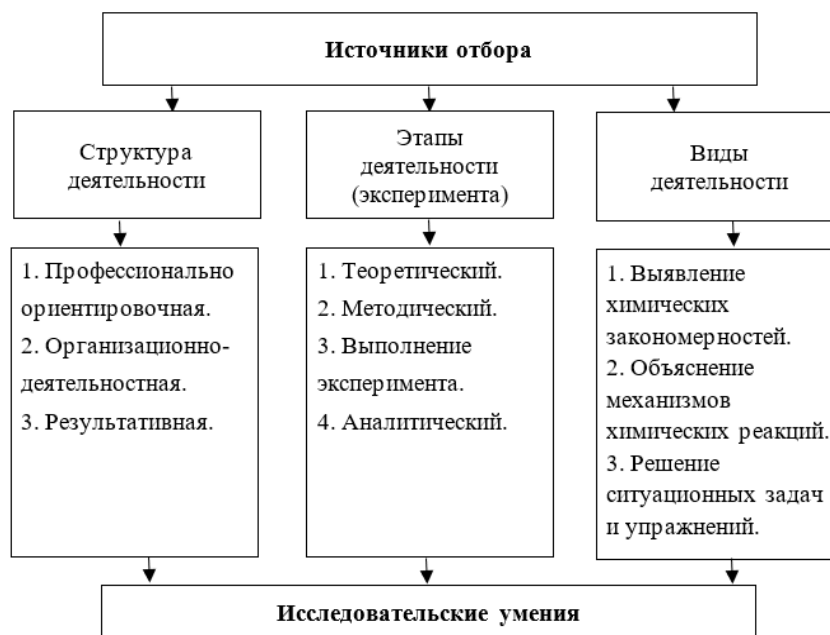 Источники отбора
Структура
деятельности
Этапы
деятельности
(эксперимента)
Виды
деятельности
1. Профессионально
ориентировочная.
2. Организационно-
деятельностная.
3. Результативная.
1. Теоретический.
2. Методический.
3. Выполнение
эксперимента.
4. Аналитический.
1. Выявление
химических
закономерностей.
2. Объяснение
механизмов
химических реакций.
3. Решение
ситуационных задач
и упражнений.
Исследовательские умения